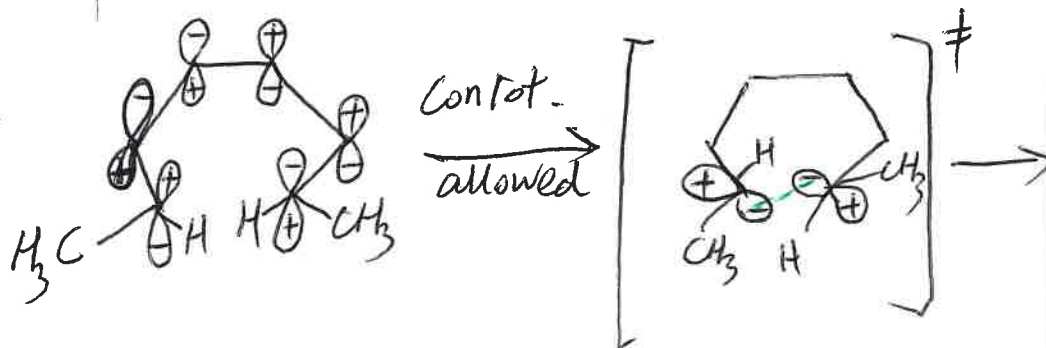 - +
- +
+ -
+ +
+ -
- -
H₃C H H + CH₃
Conrot.
allowed
‡
H
+ - - + CH₃
CH₃ H